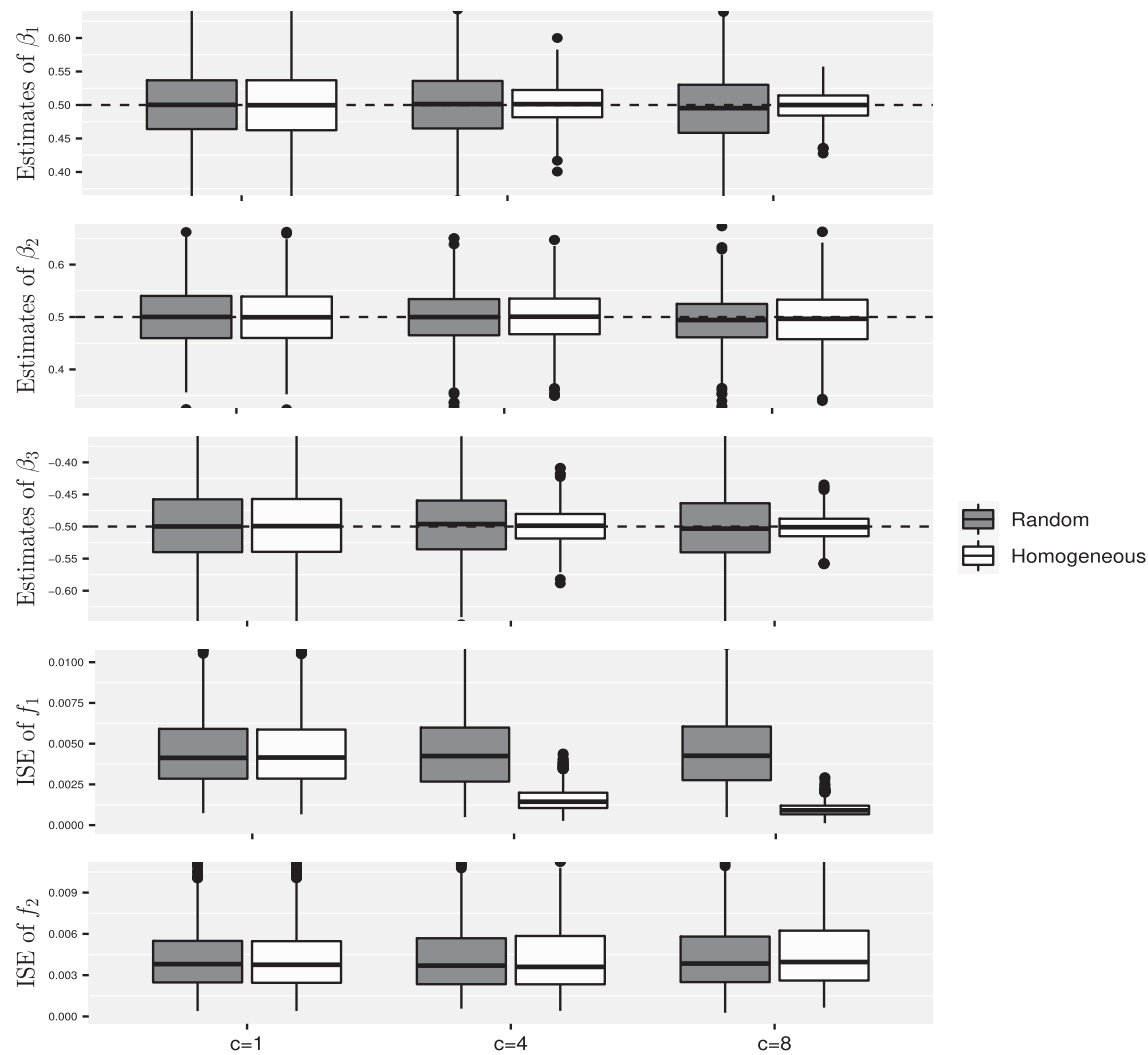 Estimates of β1
0.60
0.55
0.50
0.45
0.40
Estimates of β2
0.6
0.5
0.4
Estimates of β3
−0.40
−0.45
−0.50
−0.55
−0.60
Random
Homogeneous
ISE of f1
0.0100
0.0075
0.0050
0.0025
0.0000
ISE of f2
0.009
0.006
0.003
0.000
c=1 c=4 c=8